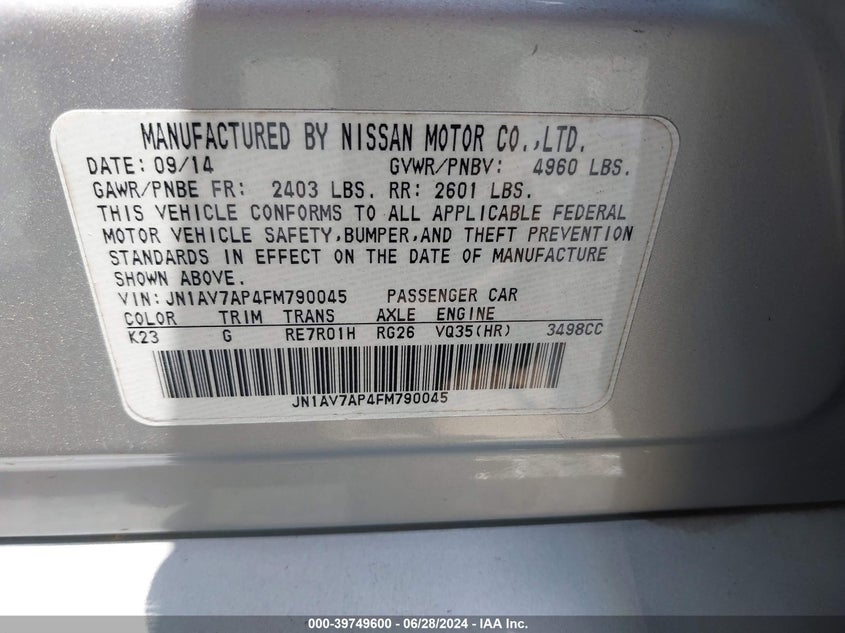 MANUFACTURED BY NISSAN MOTOR CO.,LTD.
DATE: 09/14 GVWR/PNBV: 4960 LBS.
GAWR/PNBE FR: 2403 LBS. RR: 2601 LBS.
THIS VEHICLE CONFORMS TO ALL APPLICABLE FEDERAL
MOTOR VEHICLE SAFETY,BUMPER,AND THEFT PREVENTION
STANDARDS IN EFFECT ON THE DATE OF MANUFACTURE
SHOWN ABOVE.
VIN: JN1AV7AP4FM790045 PASSENGER CAR
COLOR TRIM TRANS AXLE ENGINE
K23 G RE7R01H RG26 VQ35(HR) 3498CC
JN1AV7AP4FM790045
000-39749600 - 06/28/2024 - IAA Inc.